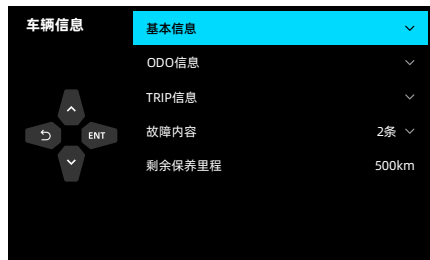 车辆信息
基本信息
ODO信息
TRIP信息
ENT
故障内容 2条
剩余保养里程 500km